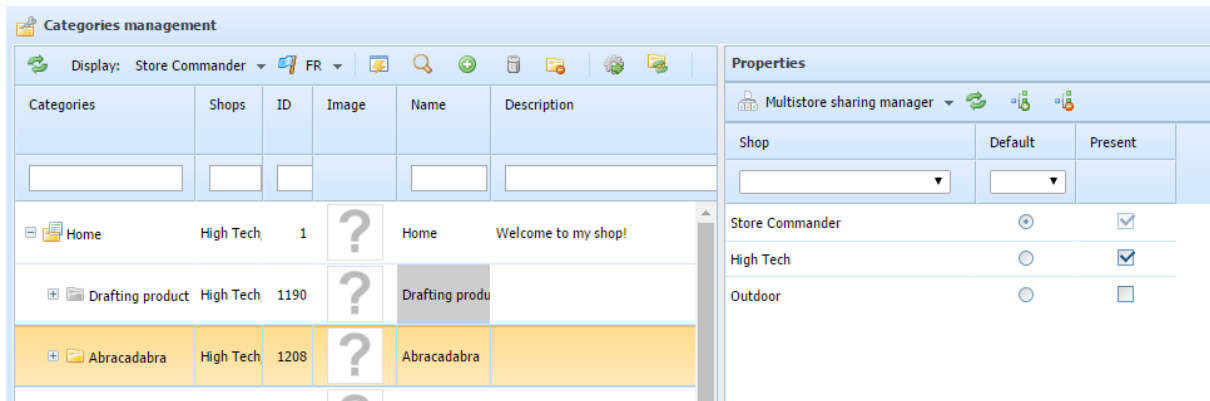 Categories management
Display: Store Commander FR
Categories Shops ID Image Name Description
Home High Tech, 1 ? Home Welcome to my shop!
Drafting product High Tech, 1190 ? Drafting produ
Abracadabra High Tech, 1208 ? Abracadabra
Properties
Multistore sharing manager
Shop Default Present
Store Commander
High Tech
Outdoor